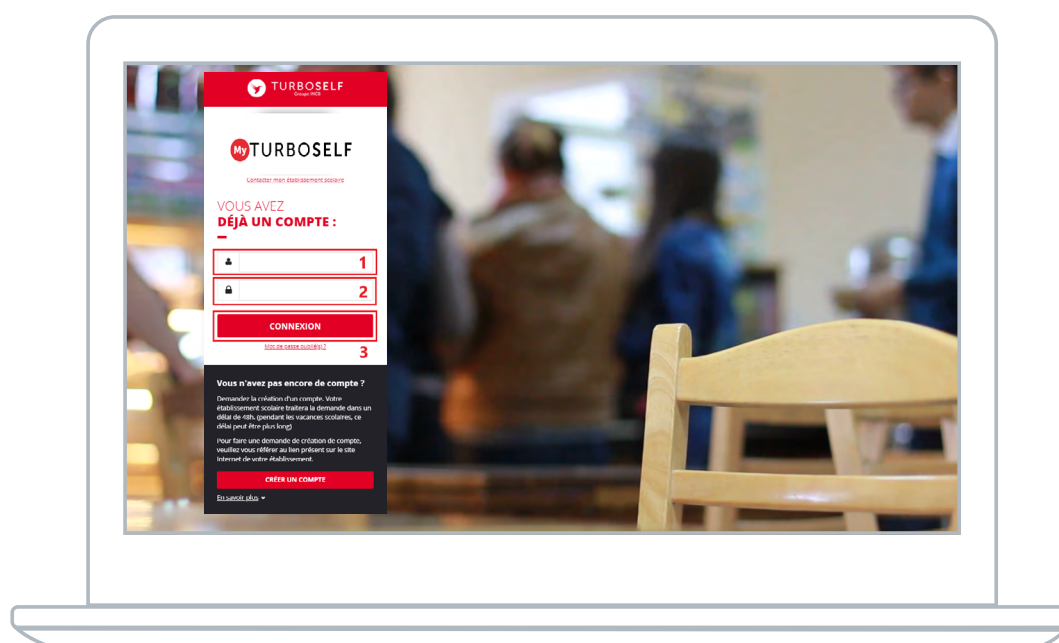 TURBOSELF
Groupe INCB
MyTURBOSELF
Contacter mon établissement scolaire
VOUS AVEZ
DÉJÀ UN COMPTE :
1
2
CONNEXION
Mot de passe oublié(s) ?
3
Vous n'avez pas encore de compte ?
Demander la création d'un compte. Votre
établissement scolaire traitera la demande dans un
délai de 48h. (pendant les vacances scolaires, ce
délai peut être plus long)
Pour faire une demande de création de compte,
veuillez vous référer au lien présent sur le site
Internet de votre établissement.
CRÉER UN COMPTE
En savoir plus